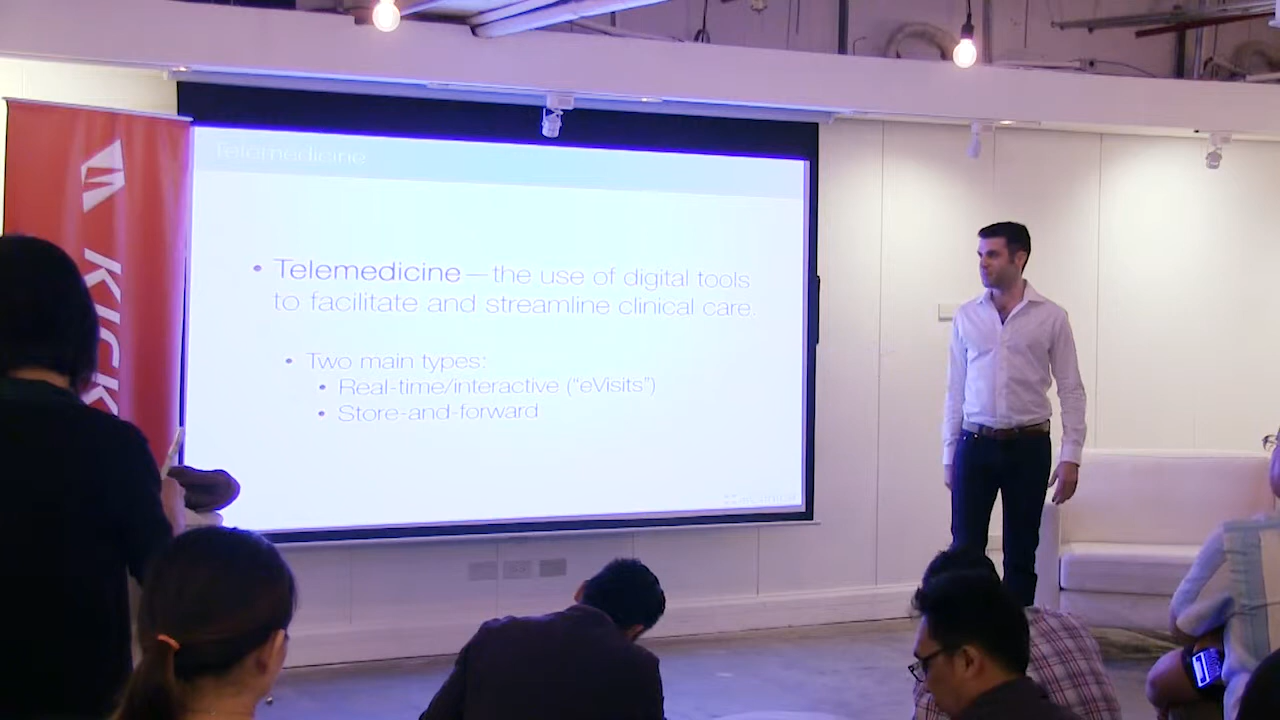 Telemedicine
• Telemedicine — the use of digital tools
to facilitate and streamline clinical care.
• Two main types:
• Real-time/interactive (“eVisits”)
• Store-and-forward
KICK